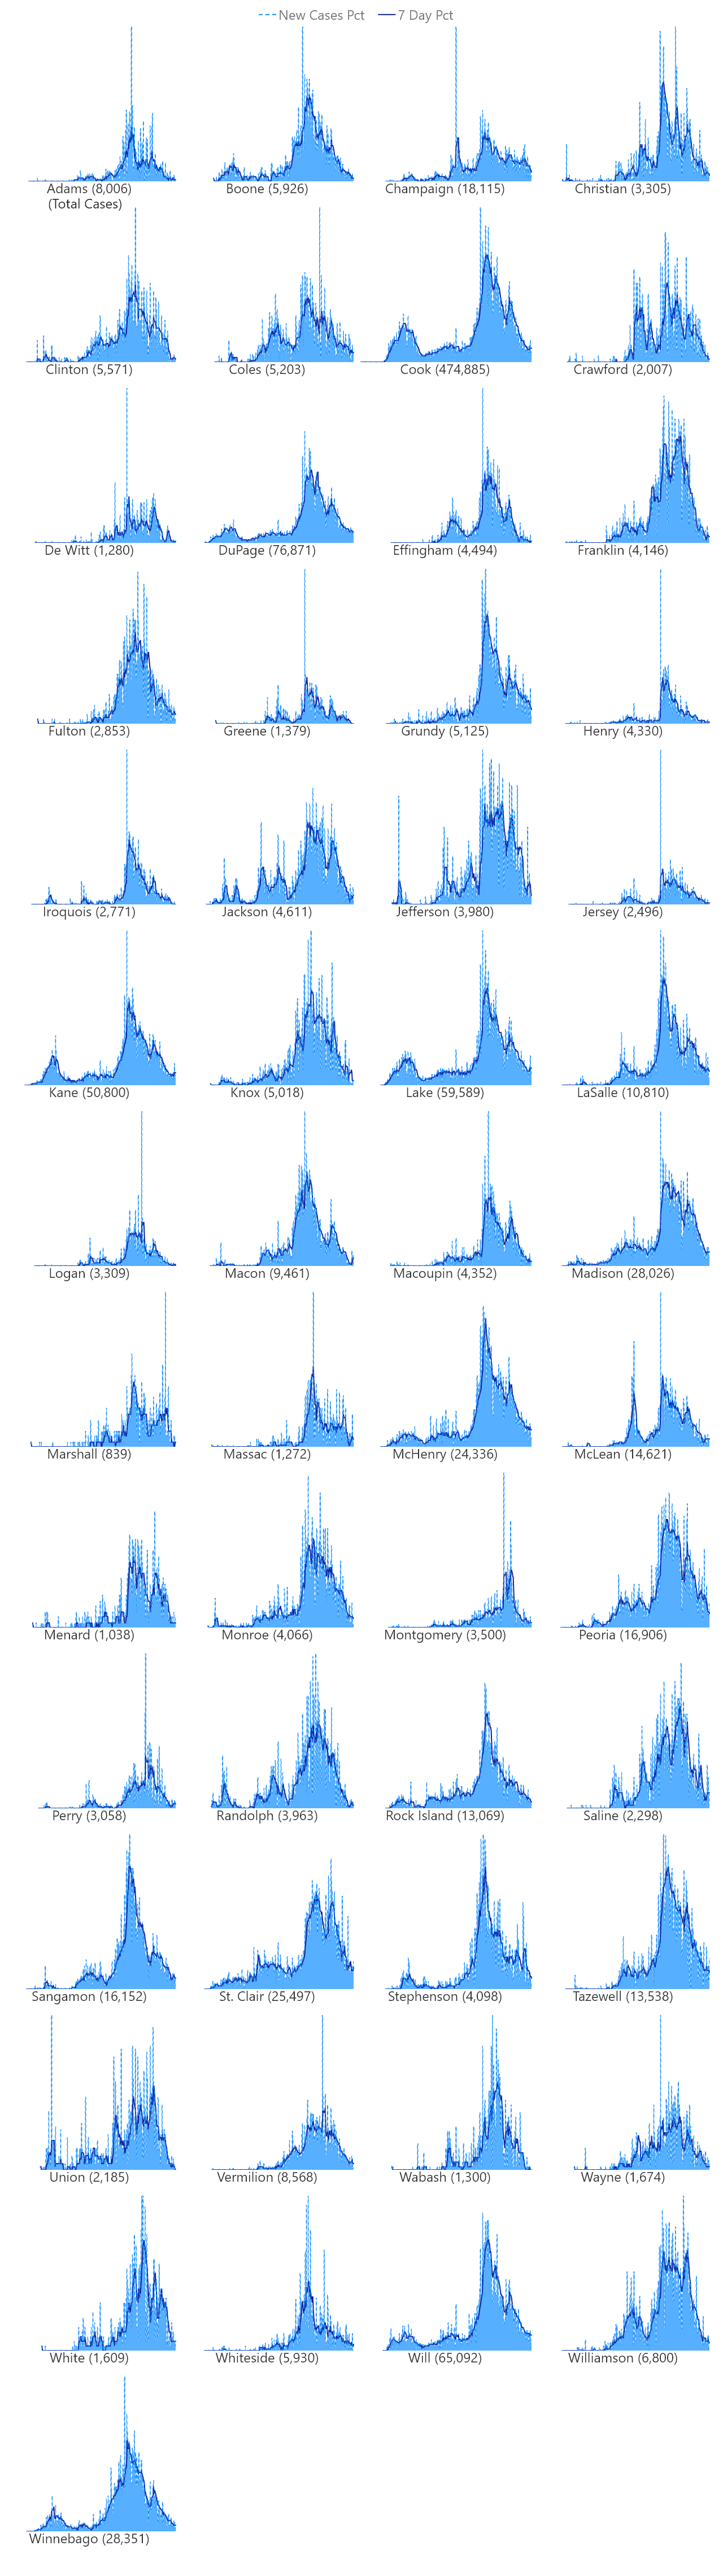 New Cases Pct 7 Day Pct
Adams (8,006) Boone (5,926) Champaign (18,115) Christian (3,305)
(Total Cases)
Clinton (5,571) Coles (5,203) Cook (474,885) Crawford (2,007)
De Witt (1,280) DuPage (76,871) Effingham (4,494) Franklin (4,146)
Fulton (2,853) Greene (1,379) Grundy (5,125) Henry (4,330)
Iroquois (2,771) Jackson (4,611) Jefferson (3,980) Jersey (2,496)
Kane (50,800) Knox (5,018) Lake (59,589) LaSalle (10,810)
Logan (3,309) Macon (9,461) Macoupin (4,352) Madison (28,026)
Marshall (839) Massac (1,272) McHenry (24,336) McLean (14,621)
Menard (1,038) Monroe (4,066) Montgomery (3,500) Peoria (16,906)
Perry (3,058) Randolph (3,963) Rock Island (13,069) Saline (2,298)
Sangamon (16,152) St. Clair (25,497) Stephenson (4,098) Tazewell (13,538)
Union (2,185) Vermilion (8,568) Wabash (1,300) Wayne (1,674)
White (1,609) Whiteside (5,930) Will (65,092) Williamson (6,800)
Winnebago (28,351)